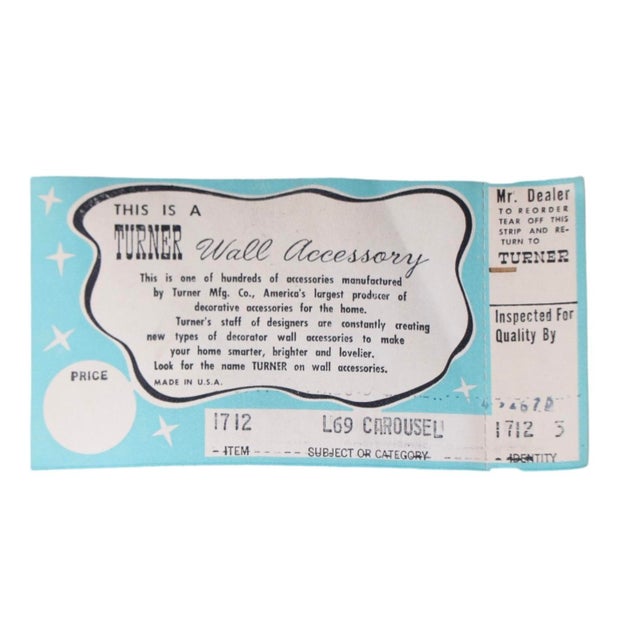 THIS IS A
TURNER Wall Accessory
This is one of hundreds of accessories manufactured
by Turner Mfg. Co., America's largest producer of
decorative accessories for the home.
Turner's staff of designers are constantly creating
new types of decorator wall accessories to make
your home smarter, brighter and lovelier.
Look for the name TURNER on wall accessories.
MADE IN U.S.A.
PRICE
1712 L69 CAROUSEL
ITEM SUBJECT OR CATEGORY
Mr. Dealer
TO REORDER
TEAR OFF THIS
STRIP AND RE-
TURN TO
TURNER
Inspected For
Quality By
1712 3
IDENTITY